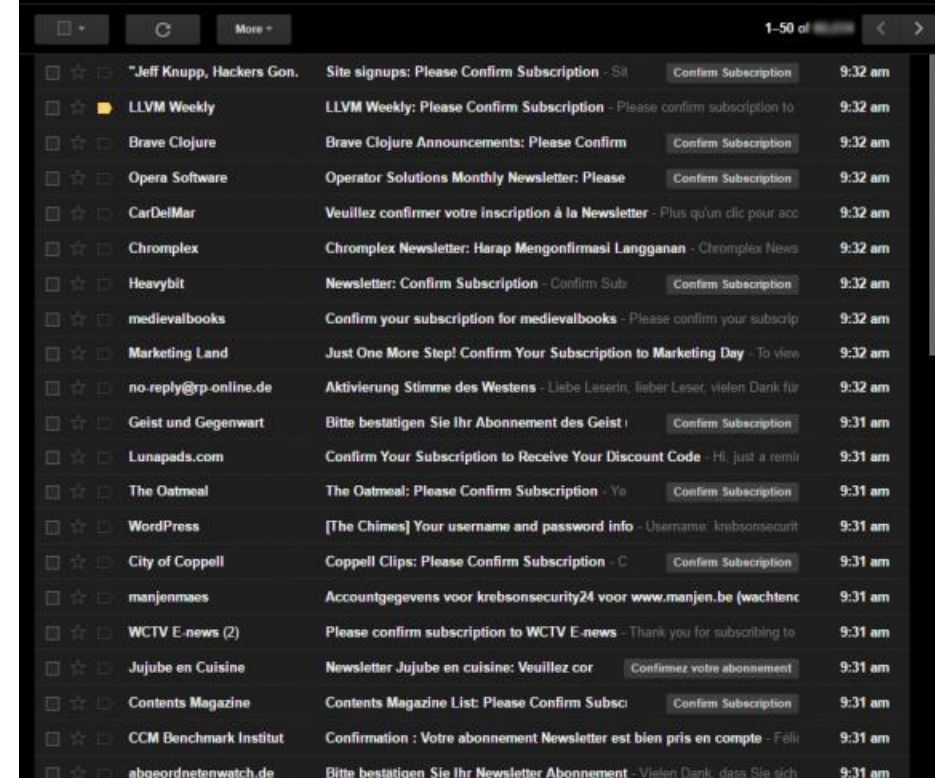 More
1–50 of
"Jeff Knupp, Hackers Gon. Site signups: Please Confirm Subscription - Sit Confirm Subscription 9:32 am
LLVM Weekly LLVM Weekly: Please Confirm Subscription - Please confirm subscription to 9:32 am
Brave Clojure Brave Clojure Announcements: Please Confirm Confirm Subscription 9:32 am
Opera Software Operator Solutions Monthly Newsletter: Please Confirm Subscription 9:32 am
CarDelMar Veuillez confirmer votre inscription à la Newsletter - Plus qu'un clic pour acc 9:32 am
Chromplex Chromplex Newsletter: Harap Mengonfirmasi Langganan - Chromplex News 9:32 am
Heavybit Newsletter: Confirm Subscription - Confirm Subs Confirm Subscription 9:32 am
medievalbooks Confirm your subscription for medievalbooks - Please confirm your subscrip 9:32 am
Marketing Land Just One More Step! Confirm Your Subscription to Marketing Day - To view 9:32 am
no-reply@rp-online.de Aktivierung Stimme des Westens - Liebe Leserin, lieber Leser, vielen Dank für 9:32 am
Geist und Gegenwart Bitte bestätigen Sie Ihr Abonnement des Geist Confirm Subscription 9:31 am
Lunapads.com Confirm Your Subscription to Receive Your Discount Code - Hi, just a remin 9:31 am
The Oatmeal The Oatmeal: Please Confirm Subscription - Yo Confirm Subscription 9:31 am
WordPress [The Chimes] Your username and password info - Username: krebsonsecurit 9:31 am
City of Coppell Coppell Clips: Please Confirm Subscription - C Confirm Subscription 9:31 am
manjenmaes Accountgegevens voor krebsonsecurity24 voor www.manjen.be (wachtenc 9:31 am
WCTV E-news (2) Please confirm subscription to WCTV E-news - Thank you for subscribing to 9:31 am
Jujube en Cuisine Newsletter Jujube en cuisine: Veuillez cor Confirmez votre abonnement 9:31 am
Contents Magazine Contents Magazine List: Please Confirm Subsc Confirm Subscription 9:31 am
CCM Benchmark Institut Confirmation : Votre abonnement Newsletter est bien pris en compte - Félic 9:31 am
abgeordnetenwatch.de Bitte bestätigen Sie Ihr Newsletter Abonnement - Vielen Dank, dass Sie sich 9:31 am